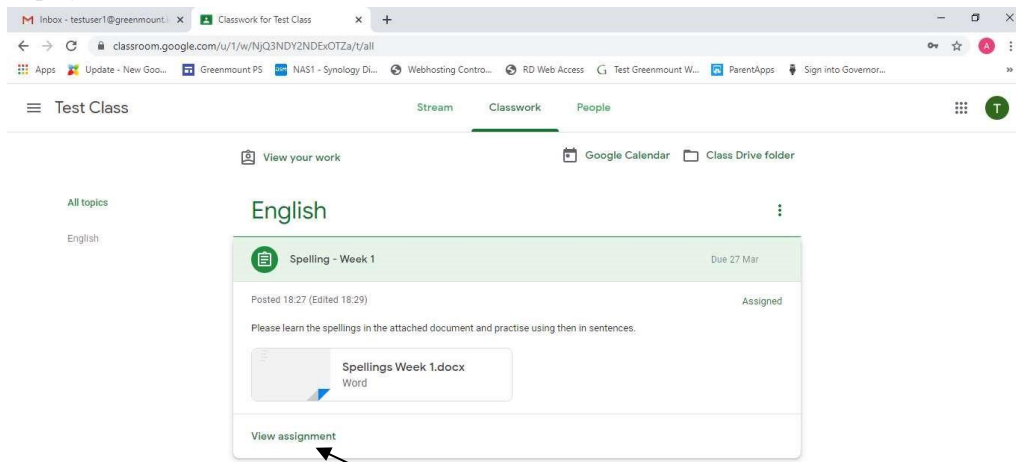 Inbox - testuser1@greenmount.i
Classwork for Test Class
classroom.google.com/u/1/w/NjQ3NDY2NDExOTZa/t/all
A
Apps Update - New Goo... Greenmount PS NAS1 - Synology Di... Webhosting Contro... RD Web Access Test Greenmount W... ParentApps Sign into Governor...
Test Class Stream Classwork People T
View your work Google Calendar Class Drive folder
All topics
English
English
Spelling - Week 1 Due 27 Mar
Posted 18:27 (Edited 18:29) Assigned
Please learn the spellings in the attached document and practise using then in sentences.
Spellings Week 1.docx
Word
View assignment